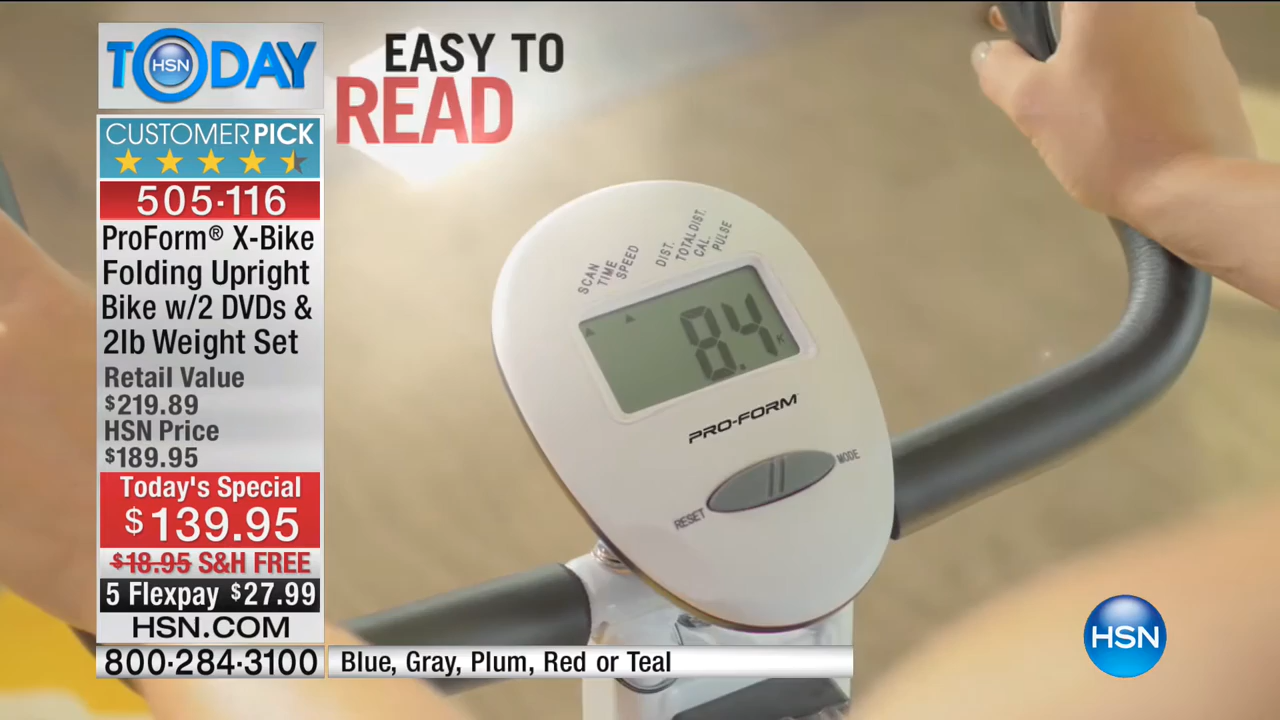 TODAY
HSN
EASY TO
READ
CUSTOMER PICK
505·116
ProForm® X-Bike
Folding Upright
Bike w/2 DVDs &
2lb Weight Set
Retail Value
$219.89
HSN Price
$189.95
Today's Special
$139.95
$18.95 S&H FREE
5 Flexpay $27.99
HSN.COM
800·284·3100
Blue, Gray, Plum, Red or Teal
SCAN
TIME
SPEED
DIST.
TOTAL DIST.
CAL.
PULSE
8.4
K
PRO-FORM
MODE
RESET
HSN